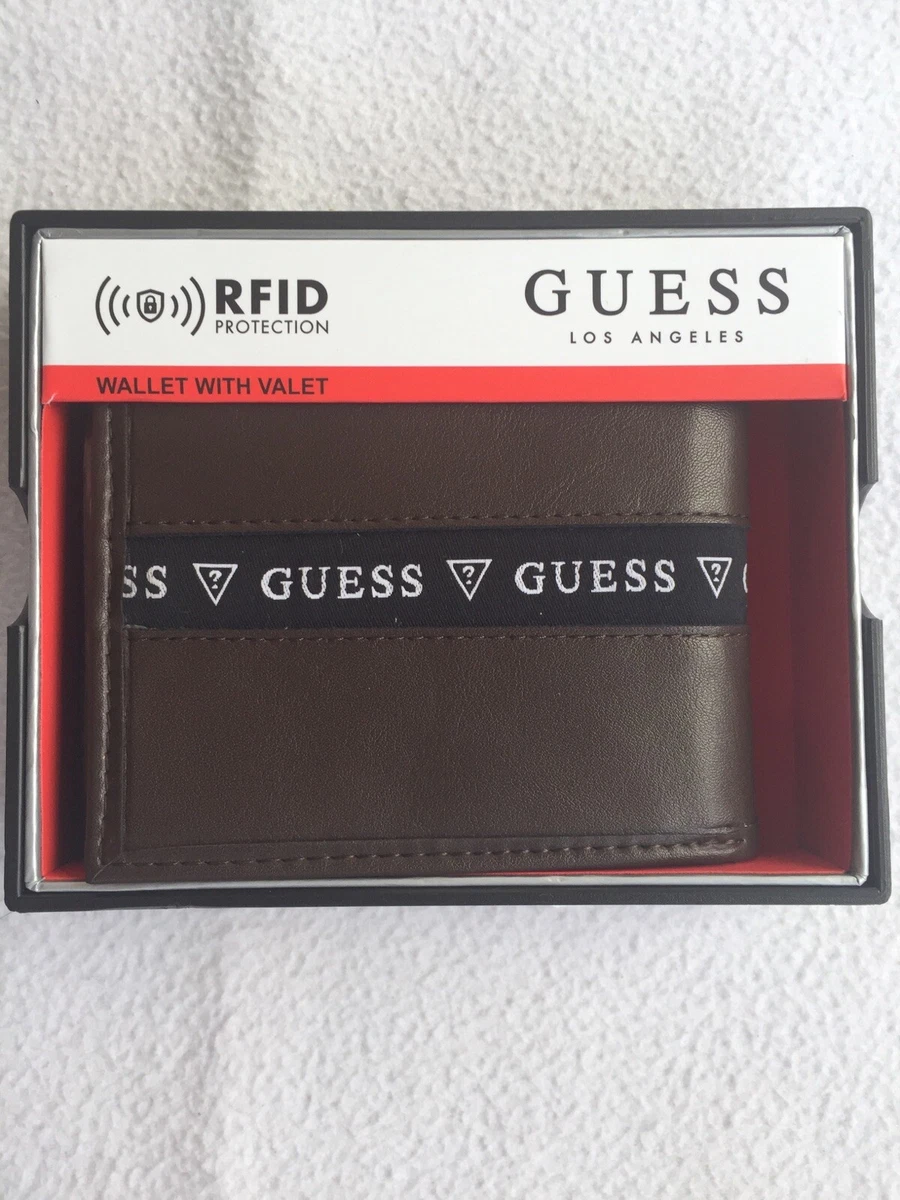 RFID
PROTECTION
GUESS
LOS ANGELES
WALLET WITH VALET
SS ? GUESS ? GUESS ?